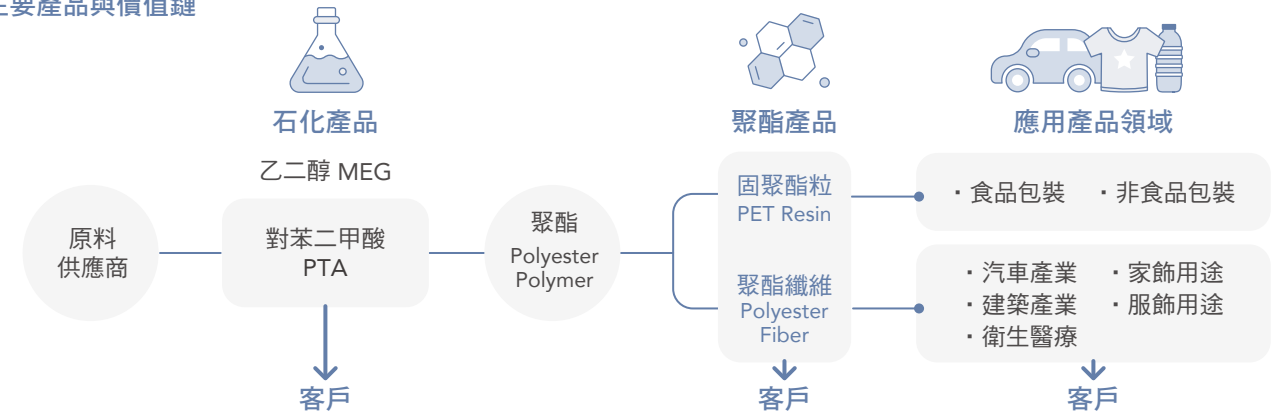 主要產品與價值鏈
石化產品
聚酯產品
應用產品領域
乙二醇 MEG
原料
供應商
對苯二甲酸
PTA
聚酯
Polyester
Polymer
固聚酯粒
PET Resin
聚酯纖維
Polyester
Fiber
・食品包裝 ・非食品包裝
・汽車產業 ・家飾用途
・建築產業 ・服飾用途
・衛生醫療
客戶
客戶
客戶